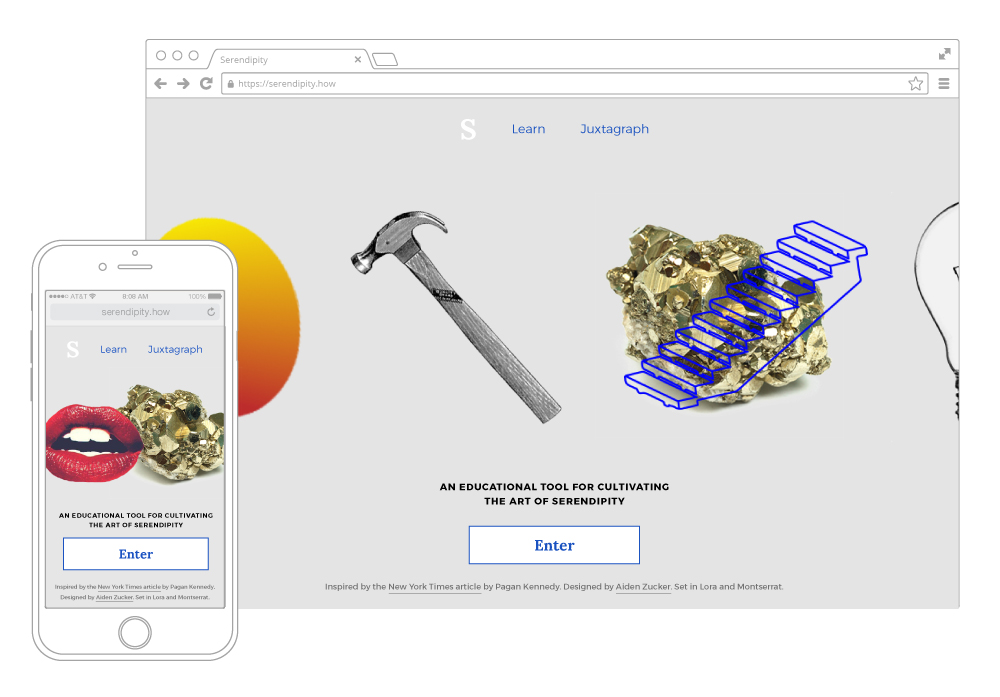 Serendipity
https://serendipity.how
S Learn Juxtagraph
AN EDUCATIONAL TOOL FOR CULTIVATING
THE ART OF SERENDIPITY
Enter
Inspired by the New York Times article by Pagan Kennedy. Designed by Aiden Zucker. Set in Lora and Montserrat.
AT&T 8:08 AM 100%
serendipity.how
S Learn Juxtagraph
AN EDUCATIONAL TOOL FOR CULTIVATING
THE ART OF SERENDIPITY
Enter
Inspired by the New York Times article by Pagan Kennedy.
Designed by Aiden Zucker. Set in Lora and Montserrat.